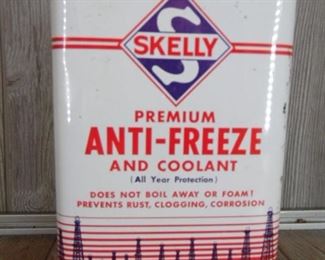 S
SKELLY
PREMIUM
ANTI-FREEZE
AND COOLANT
(All Year Protection)
DOES NOT BOIL AWAY OR FOAM!
PREVENTS RUST, CLOGGING, CORROSION